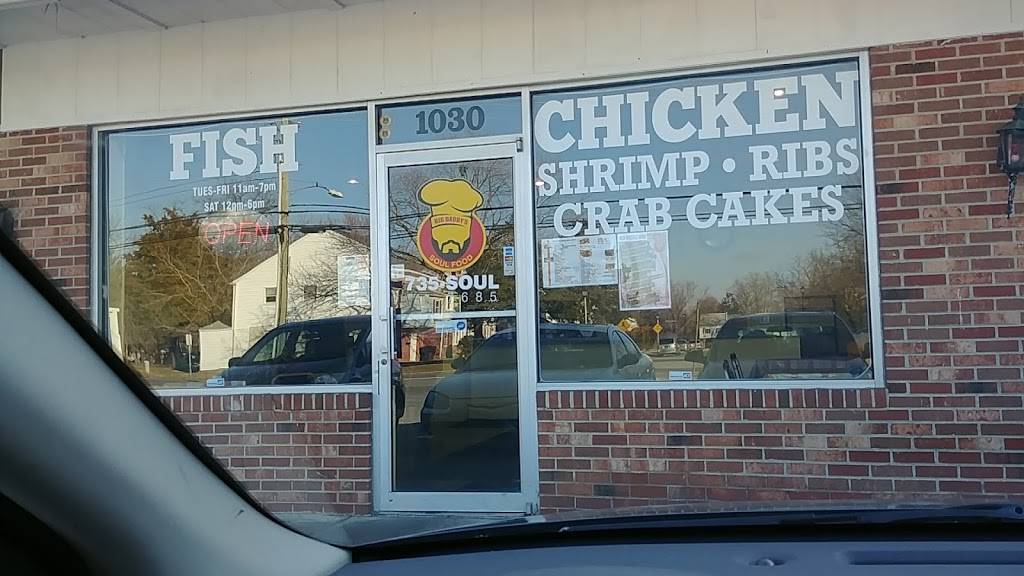 FISH
TUES-FRI 11am-7pm
SAT 12pm-6pm
OPEN
1030
BIG DADDY'S
SOUL FOOD
735-SOUL
7685
CHICKEN
SHRIMP • RIBS
CRAB CAKES